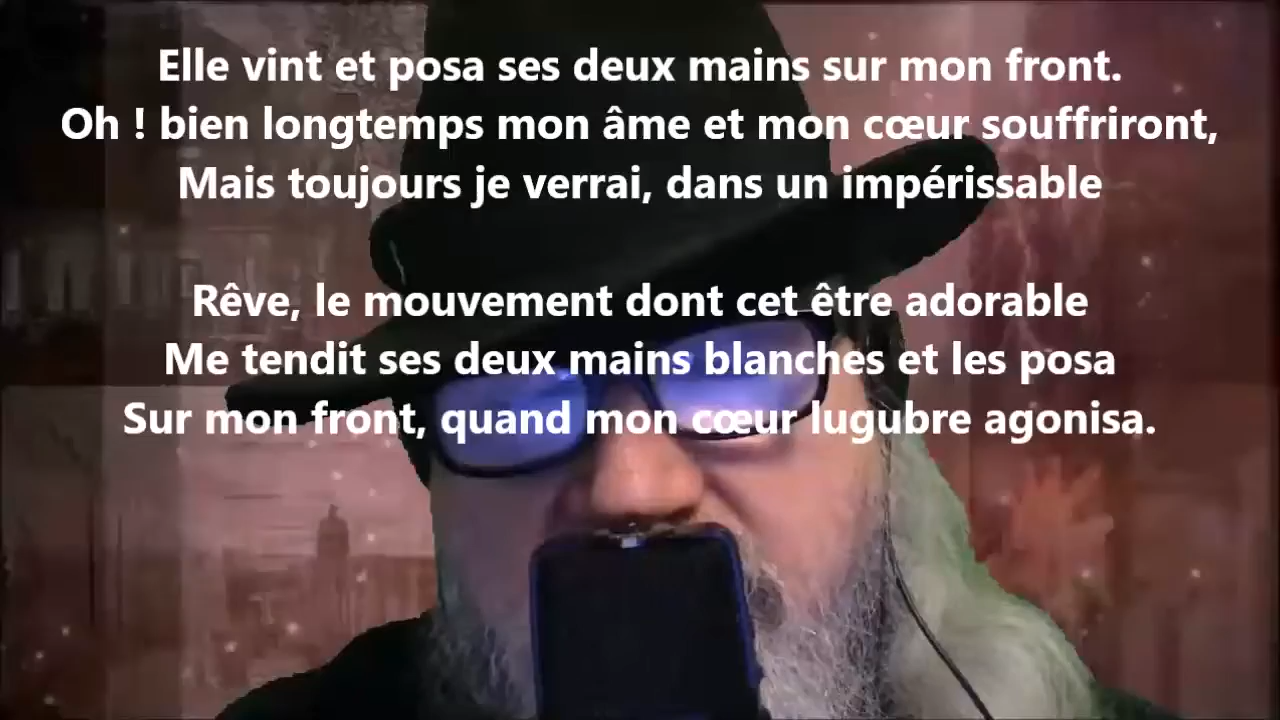 Elle vint et posa ses deux mains sur mon front.
Oh ! bien longtemps mon âme et mon cœur souffriront,
Mais toujours je verrai, dans un impérissable
Rêve, le mouvement dont cet être adorable
Me tendit ses deux mains blanches et les posa
Sur mon front, quand mon cœur lugubre agonisa.